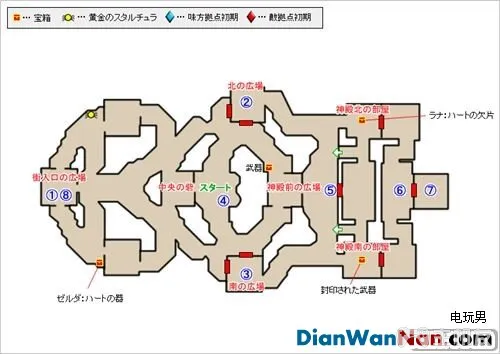 … 宝箱
… 黄金のスタルチュラ
… 味方拠点初期
… 敵拠点初期
北の広場
②
神殿北の部屋
ラナ:ハートの欠片
武器
街入口の広場
①⑧
中央の砦
スタート
④
神殿前の広場
⑤
⑥
⑦
③
南の広場
神殿南の部屋
ゼルダ:ハートの器
封印された武器
电玩男
DianWanNan.com